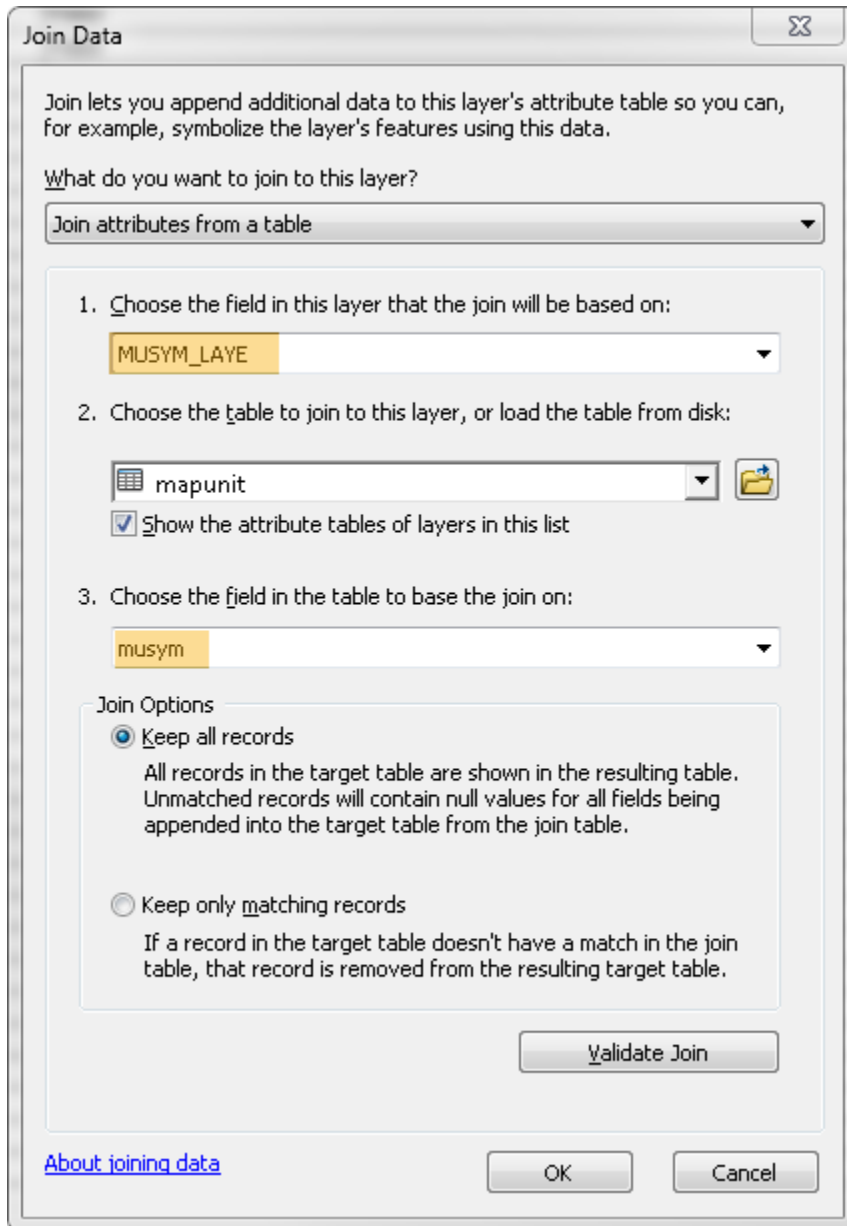 Join Data
Join lets you append additional data to this layer's attribute table so you can,
for example, symbolize the layer's features using this data.
What do you want to join to this layer?
Join attributes from a table
1. Choose the field in this layer that the join will be based on:
MUSYM_LAYE
2. Choose the table to join to this layer, or load the table from disk:
mapunit
Show the attribute tables of layers in this list
3. Choose the field in the table to base the join on:
musym
Join Options
Keep all records
All records in the target table are shown in the resulting table.
Unmatched records will contain null values for all fields being
appended into the target table from the join table.
Keep only matching records
If a record in the target table doesn't have a match in the join
table, that record is removed from the resulting target table.
Validate Join
About joining data
OK
Cancel